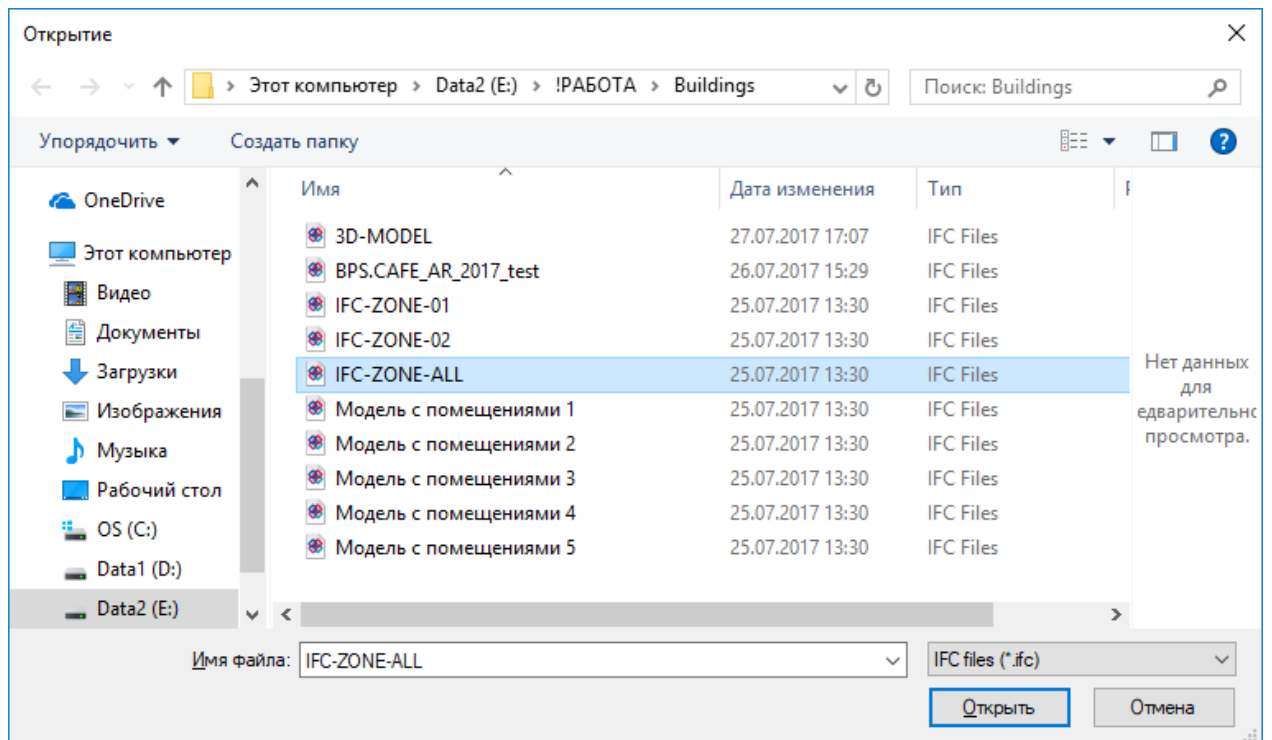 Открытие
Этот компьютер > Data2 (E:) > !РАБОТА > Buildings
Поиск: Buildings
Упорядочить
Создать папку
?
OneDrive
Этот компьютер
Видео
Документы
Загрузки
Изображения
Музыка
Рабочий стол
OS (C:)
Data1 (D:)
Data2 (E:)
Имя Дата изменения Тип
3D-MODEL 27.07.2017 17:07 IFC Files
BPS.CAFE_AR_2017_test 26.07.2017 15:29 IFC Files
IFC-ZONE-01 25.07.2017 13:30 IFC Files
IFC-ZONE-02 25.07.2017 13:30 IFC Files
IFC-ZONE-ALL 25.07.2017 13:30 IFC Files
Модель с помещениями 1 25.07.2017 13:30 IFC Files
Модель с помещениями 2 25.07.2017 13:30 IFC Files
Модель с помещениями 3 25.07.2017 13:30 IFC Files
Модель с помещениями 4 25.07.2017 13:30 IFC Files
Модель с помещениями 5 25.07.2017 13:30 IFC Files
Нет данных
для
едварительно
просмотра.
Имя файла: IFC-ZONE-ALL
IFC files (*.ifc)
Открыть
Отмена